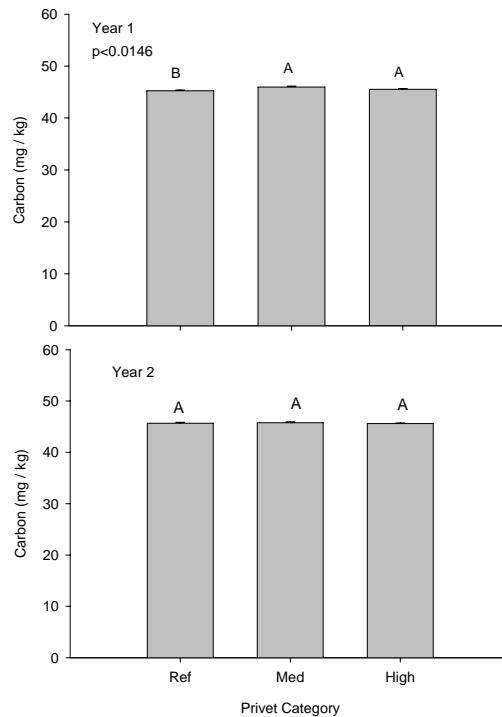 Year 1
p<0.0146
Carbon (mg / kg)
60
50
40
30
20
10
0
B
A
A
Year 2
Carbon (mg / kg)
60
50
40
30
20
10
0
A
A
A
Ref
Med
High
Privet Category